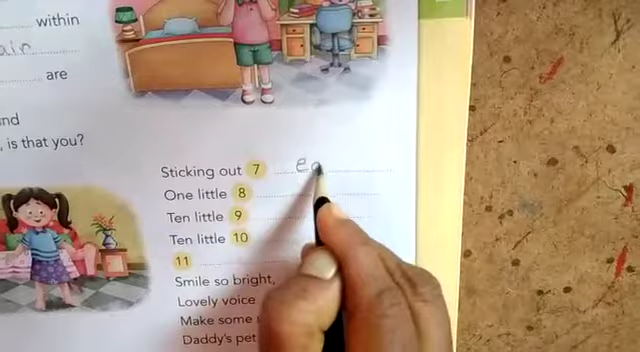 within
air
are
nd
, is that you?
Sticking out 7 ea
One little 8
Ten little 9
Ten little 10
11
Smile so bright,
Lovely voice
Make some
Daddy's pet